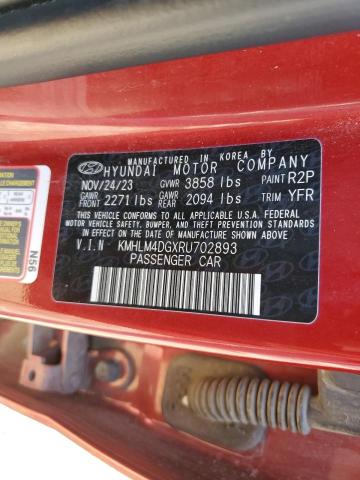 MANUFACTURED IN KOREA BY
HYUNDAI MOTOR COMPANY
NOV/24/23 GVWR 3858 lbs PAINT R2P
GAWR FRONT 2271 lbs GAWR REAR 2094 lbs TRIM YFR
THIS VEHICLE CONFORMS TO ALL APPLICABLE
U.S. FEDERAL MOTOR VEHICLE SAFETY,
BUMPER, AND THEFT PREVENTION STANDARDS
IN EFFECT ON THE DATE OF MANUFACTURE
SHOWN ABOVE.
V.I.N KMHLM4DGXRU702893
PASSENGER CAR
N56